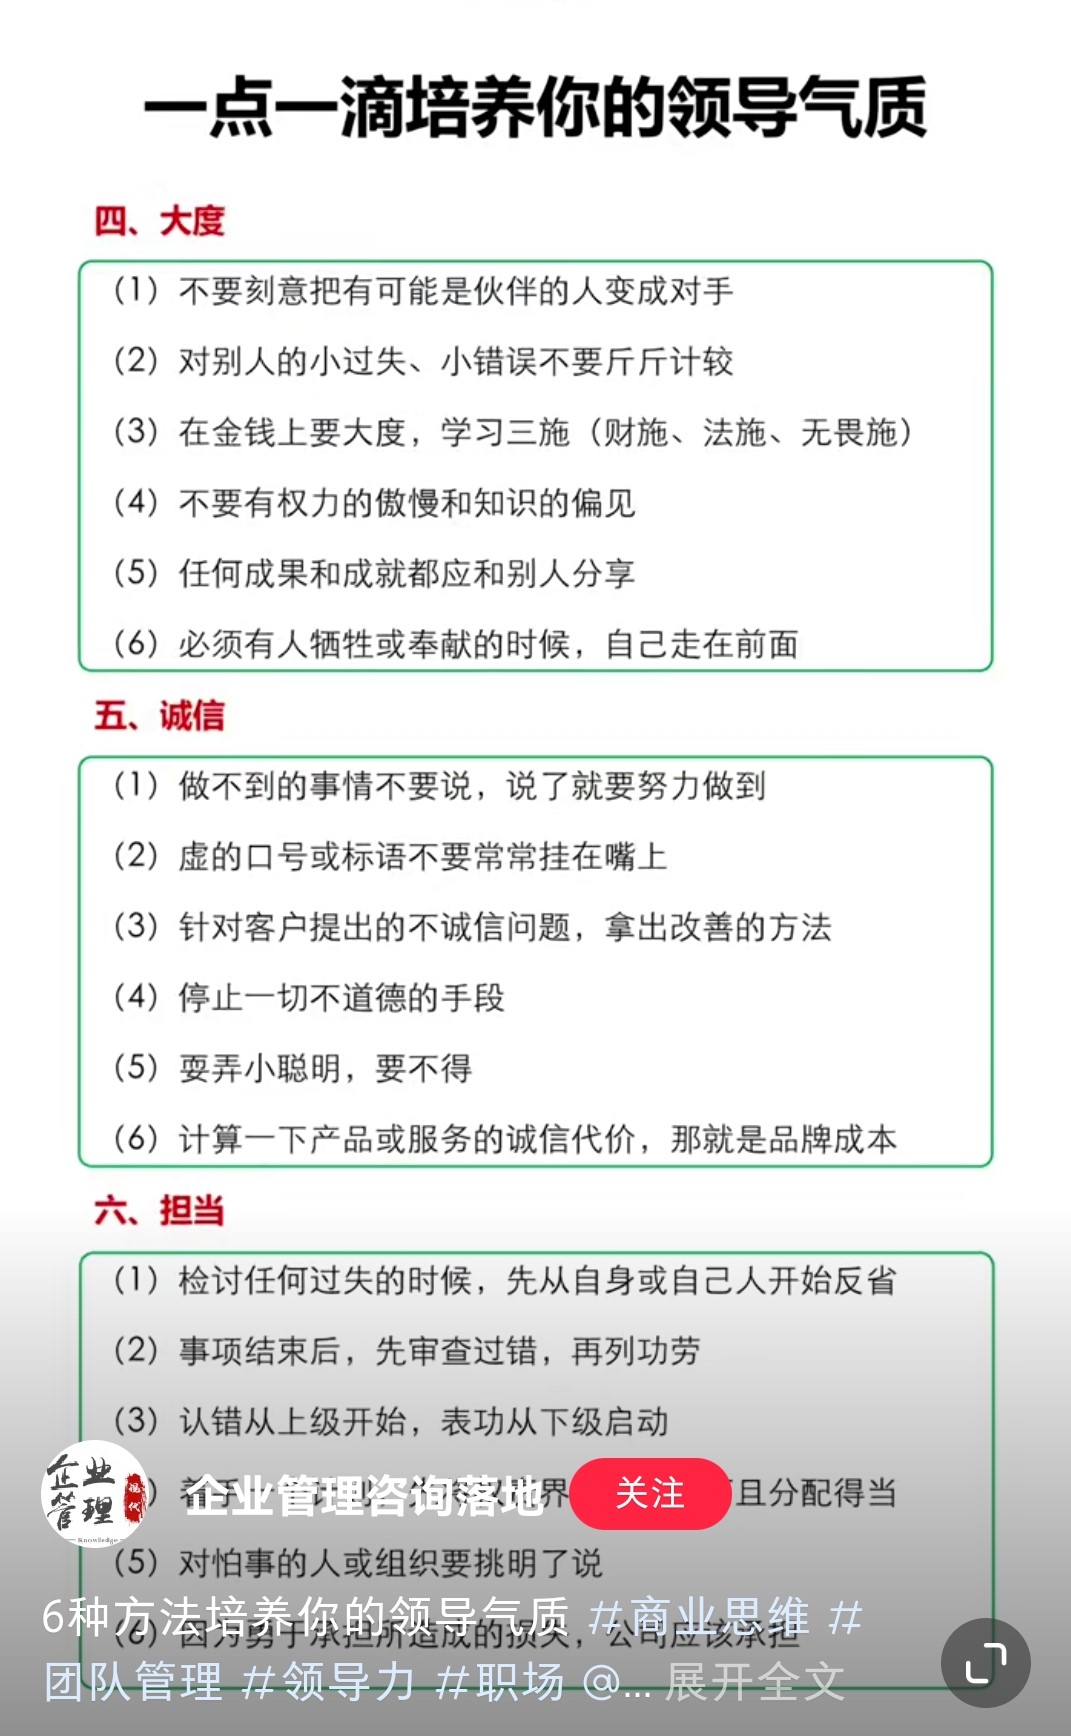 一点一滴培养你的领导气质
四、大度
（1）不要刻意把有可能是伙伴的人变成对手
（2）对别人的小过失、小错误不要斤斤计较
（3）在金钱上要大度，学习三施（财施、法施、无畏施）
（4）不要有权力的傲慢和知识的偏见
（5）任何成果和成就都应和别人分享
（6）必须有人牺牲或奉献的时候，自己走在前面
五、诚信
（1）做不到的事情不要说，说了就要努力做到
（2）虚的口号或标语不要常常挂在嘴上
（3）针对客户提出的不诚信问题，拿出改善的方法
（4）停止一切不道德的手段
（5）耍弄小聪明，要不得
（6）计算一下产品或服务的诚信代价，那就是品牌成本
六、担当
（1）检讨任何过失的时候，先从自身或自己人开始反省
（2）事项结束后，先审查过错，再列功劳
（3）认错从上级开始，表功从下级启动
着手 界 且分配得当
企业管理
现代
Knowledge
企业管理咨询落地
关注
（5）对怕事的人或组织要挑明了说
（6）因为勇于承担所造成的损失，公司应该承担
6种方法培养你的领导气质 #商业思维 #
团队管理 #领导力 #职场 @... 展开全文